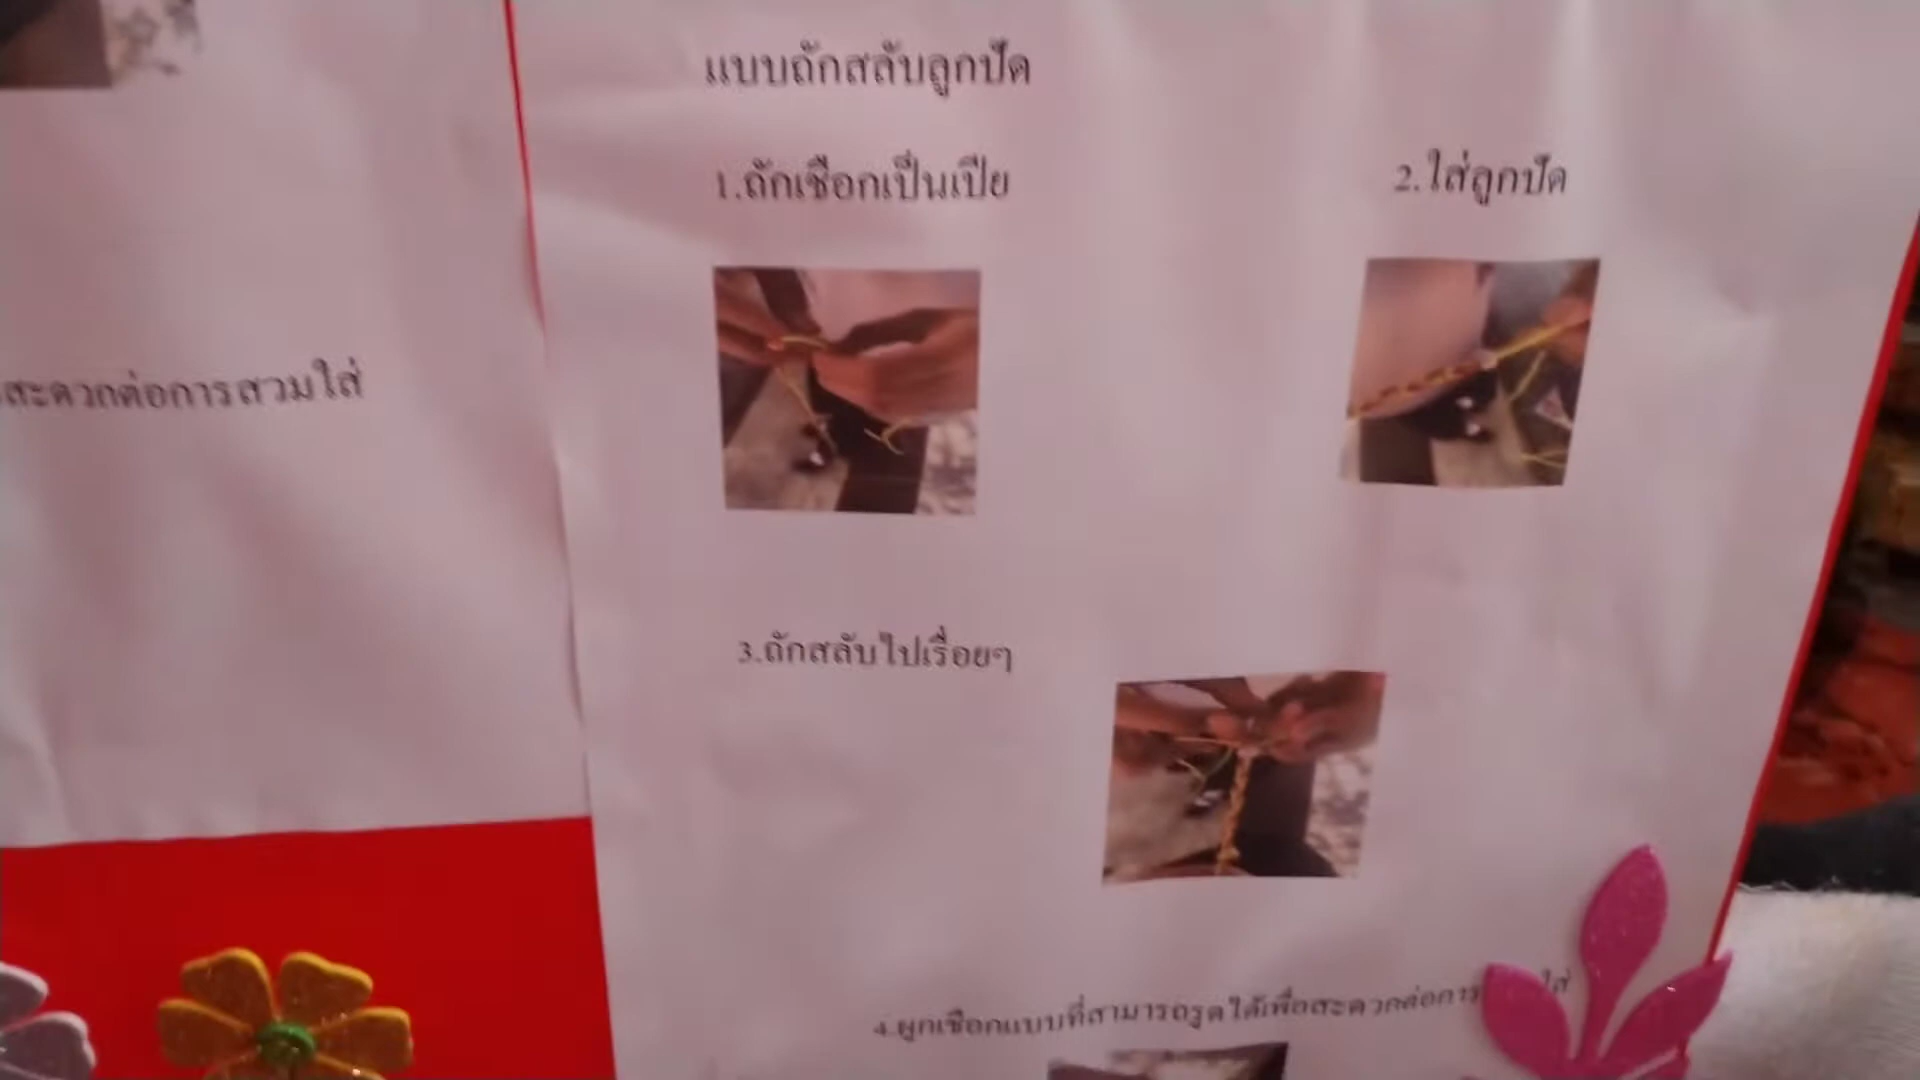 แบบถักสลับลูกปัด
1.ถักเชือกเป็นเปีย
2.ใส่ลูกปัด
สะดวกต่อการสวมใส่
3.ถักสลับไปเรื่อยๆ
4.ผูกเชือกแบบที่สามารถรูดได้เพื่อสะดวกต่อการ ใส่